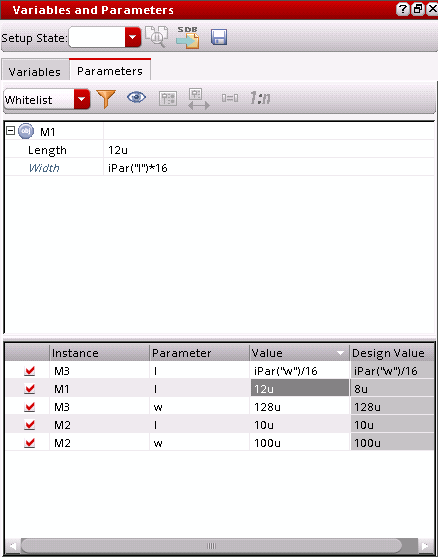 Variables and Parameters
Setup State:
SDB
Variables Parameters
Whitelist
1:n
obj M1
Length 12u
Width iPar("l")*16
Instance Parameter Value Design Value
M3 l iPar("w")/16 iPar("w")/16
M1 l 12u 8u
M3 w 128u 128u
M2 l 10u 10u
M2 w 100u 100u